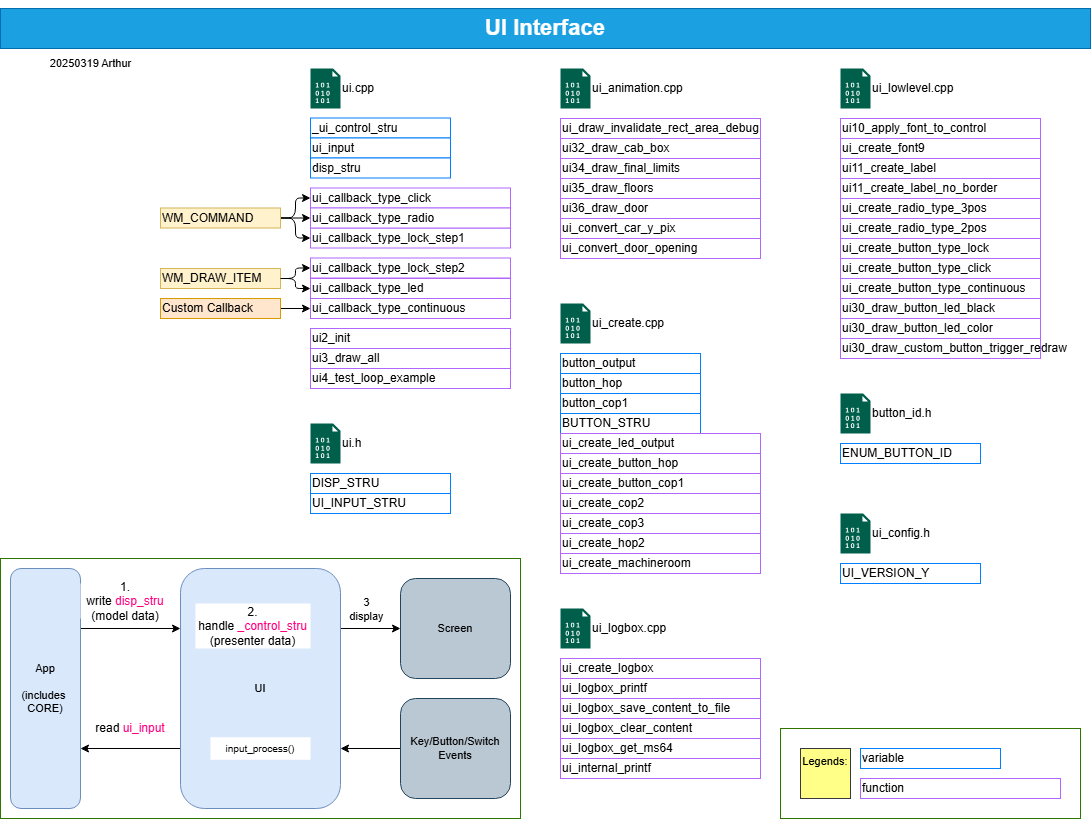 UI Interface
20250319 Arthur
101
010
101
ui.cpp
_ui_control_stru
ui_input
disp_stru
WM_COMMAND
ui_callback_type_click
ui_callback_type_radio
ui_callback_type_lock_step1
WM_DRAW_ITEM
ui_callback_type_lock_step2
ui_callback_type_led
Custom Callback
ui_callback_type_continuous
ui2_init
ui3_draw_all
ui4_test_loop_example
101
010
101
ui.h
DISP_STRU
UI_INPUT_STRU
101
010
101
ui_animation.cpp
ui_draw_invalidate_rect_area_debug
ui32_draw_cab_box
ui34_draw_final_limits
ui35_draw_floors
ui36_draw_door
ui_convert_car_y_pix
ui_convert_door_opening
101
010
101
ui_create.cpp
button_output
button_hop
button_cop1
BUTTON_STRU
ui_create_led_output
ui_create_button_hop
ui_create_button_cop1
ui_create_cop2
ui_create_cop3
ui_create_hop2
ui_create_machineroom
101
010
101
ui_logbox.cpp
ui_create_logbox
ui_logbox_printf
ui_logbox_save_content_to_file
ui_logbox_clear_content
ui_logbox_get_ms64
ui_internal_printf
101
010
101
ui_lowlevel.cpp
ui10_apply_font_to_control
ui_create_font9
ui11_create_label
ui11_create_label_no_border
ui_create_radio_type_3pos
ui_create_radio_type_2pos
ui_create_button_type_lock
ui_create_button_type_click
ui_create_button_type_continuous
ui30_draw_button_led_black
ui30_draw_button_led_color
ui30_draw_custom_button_trigger_redraw
101
010
101
button_id.h
ENUM_BUTTON_ID
101
010
101
ui_config.h
UI_VERSION_Y
App
(includes
CORE)
1.
write disp_stru
(model data)
read ui_input
2.
handle _control_stru
(presenter data)
UI
input_process()
3
display
Screen
Key/Button/Switch
Events
Legends:
variable
function